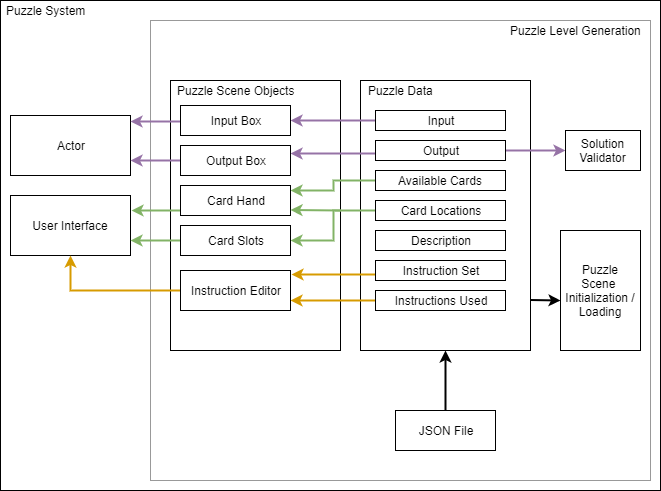 Puzzle System
Puzzle Level Generation
Puzzle Scene Objects
Puzzle Data
Input Box
Input
Actor
Output Box
Output
Solution
Validator
Available Cards
Card Hand
Card Locations
User Interface
Card Slots
Description
Instruction Editor
Instruction Set
Instructions Used
Puzzle
Scene
Initialization /
Loading
JSON File